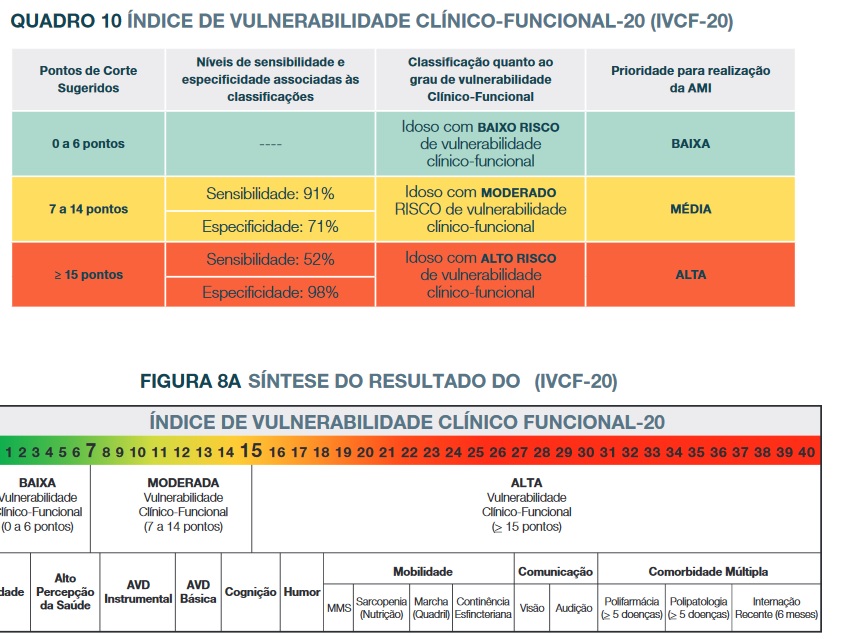 QUADRO 10 ÍNDICE DE VULNERABILIDADE CLÍNICO-FUNCIONAL-20 (IVCF-20)
Pontos de Corte
Sugeridos
Níveis de sensibilidade e
especificidade associadas às
classificações
Classificação quanto ao
grau de vulnerabilidade
Clínico-Funcional
Prioridade para realização
da AMI
0 a 6 pontos
----
Idoso com BAIXO RISCO
de vulnerabilidade
clínico-funcional
BAIXA
7 a 14 pontos
Sensibilidade: 91%
Especificidade: 71%
Idoso com MODERADO
RISCO de vulnerabilidade
clínico-funcional
MÉDIA
≥ 15 pontos
Sensibilidade: 52%
Especificidade: 98%
Idoso com ALTO RISCO
de vulnerabilidade
clínico-funcional
ALTA
FIGURA 8A SÍNTESE DO RESULTADO DO (IVCF-20)
ÍNDICE DE VULNERABILIDADE CLÍNICO FUNCIONAL-20
1 2 3 4 5 6 7 8 9 10 11 12 13 14 15 16 17 18 19 20 21 22 23 24 25 26 27 28 29 30 31 32 33 34 35 36 37 38 39 40
BAIXA
Vulnerabilidade
Clínico-Funcional
(0 a 6 pontos)
MODERADA
Vulnerabilidade
Clínico-Funcional
(7 a 14 pontos)
ALTA
Vulnerabilidade
Clínico-Funcional
(≥ 15 pontos)
dade
Alto
Percepção
da Saúde
AVD
Instrumental
AVD
Básica
Cognição
Humor
Mobilidade
MMS
Sarcopenia
(Nutrição)
Marcha
(Quadril)
Continência
Esfincteriana
Comunicação
Visão
Audição
Comorbidade Múltipla
Polifarmácia
(≥ 5 doenças)
Polipatologia
(≥ 5 doenças)
Internação
Recente (6 meses)